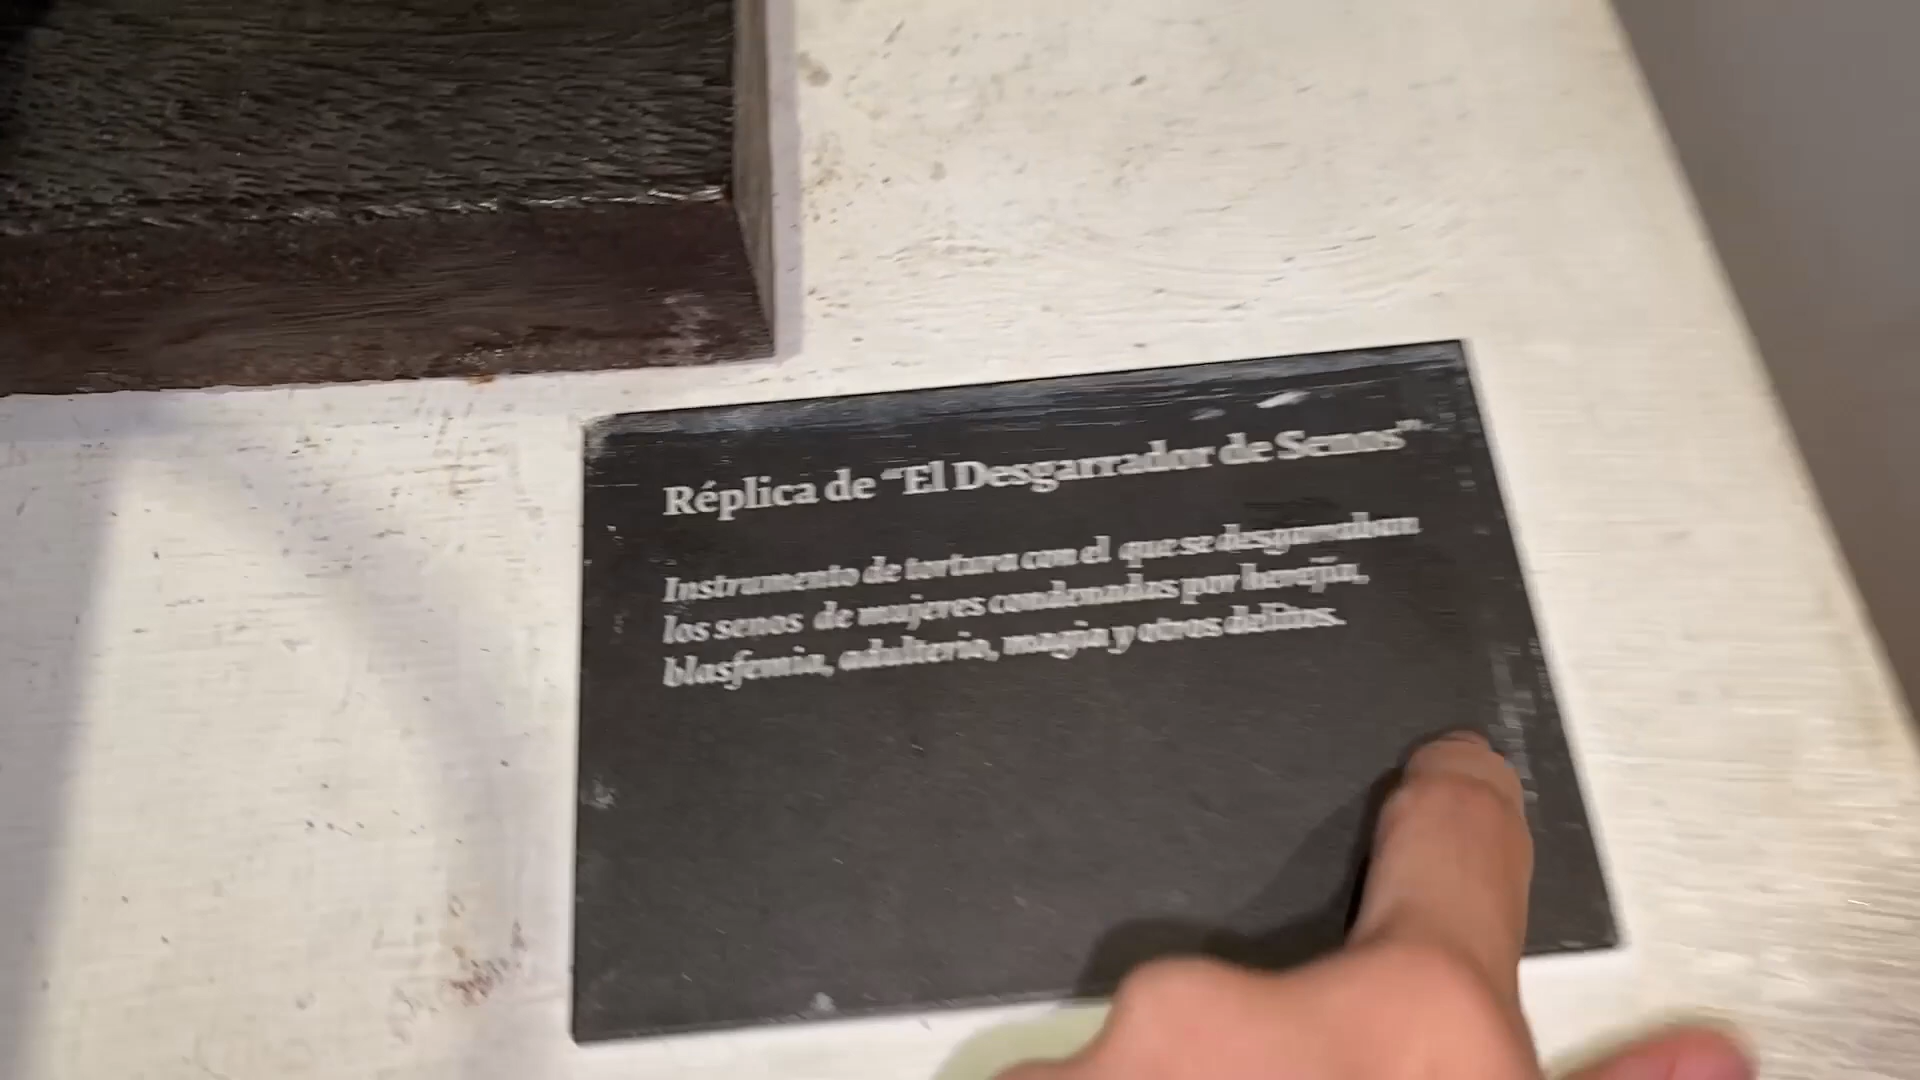 Réplica de “El Desgarrador de Senos”
Instrumento de tortura con el que se desgarraban
los senos de mujeres condenadas por herejía,
blasfemia, adulterio, magia y otros delitos.